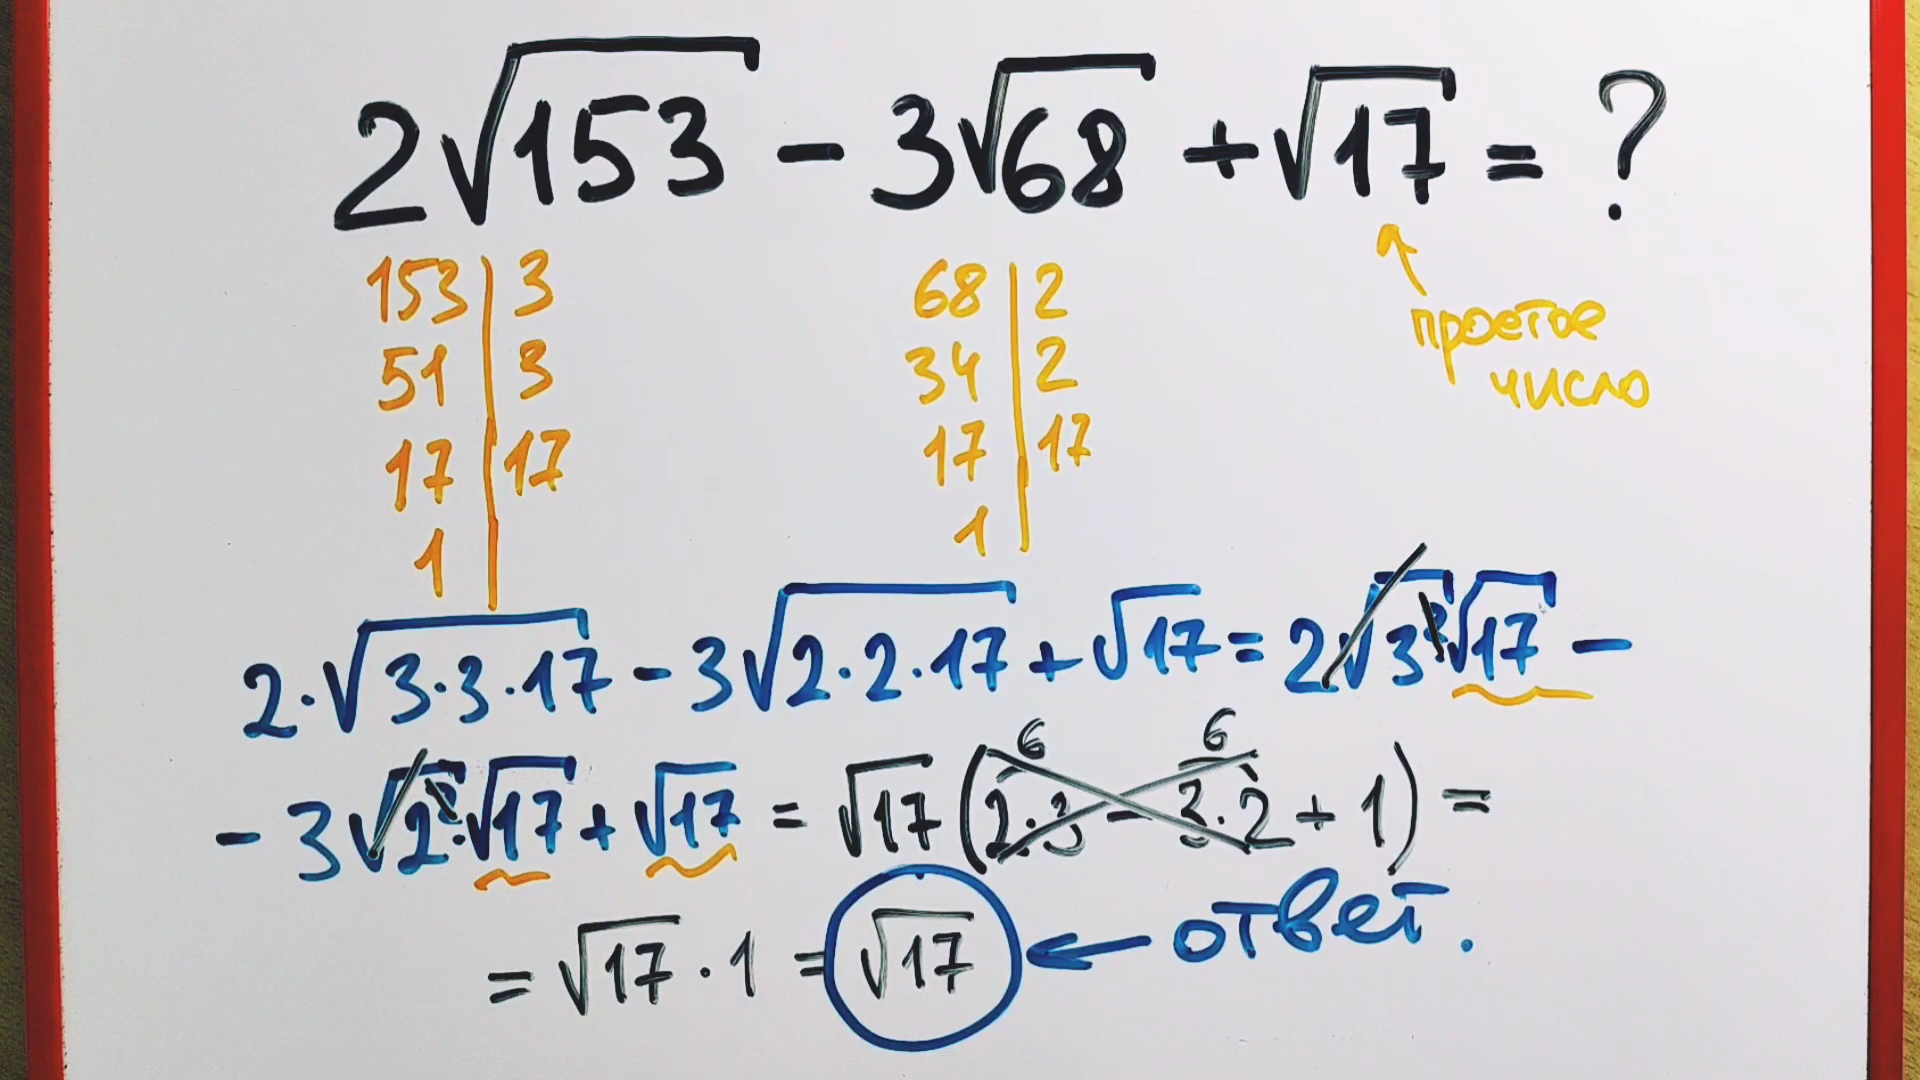 2√153 - 3√68 + √17 = ?
153 | 3
51 | 3
17 | 17
1 |
68 | 2
34 | 2
17 | 17
1 |
простое
число
2·√3·3·17 - 3√2·2·17 + √17 = 2√3²√17 -
- 3√2²·√17 + √17 = √17 (2·3 - 3·2 + 1) =
6 6
= √17 · 1 = √17 ← ответ.